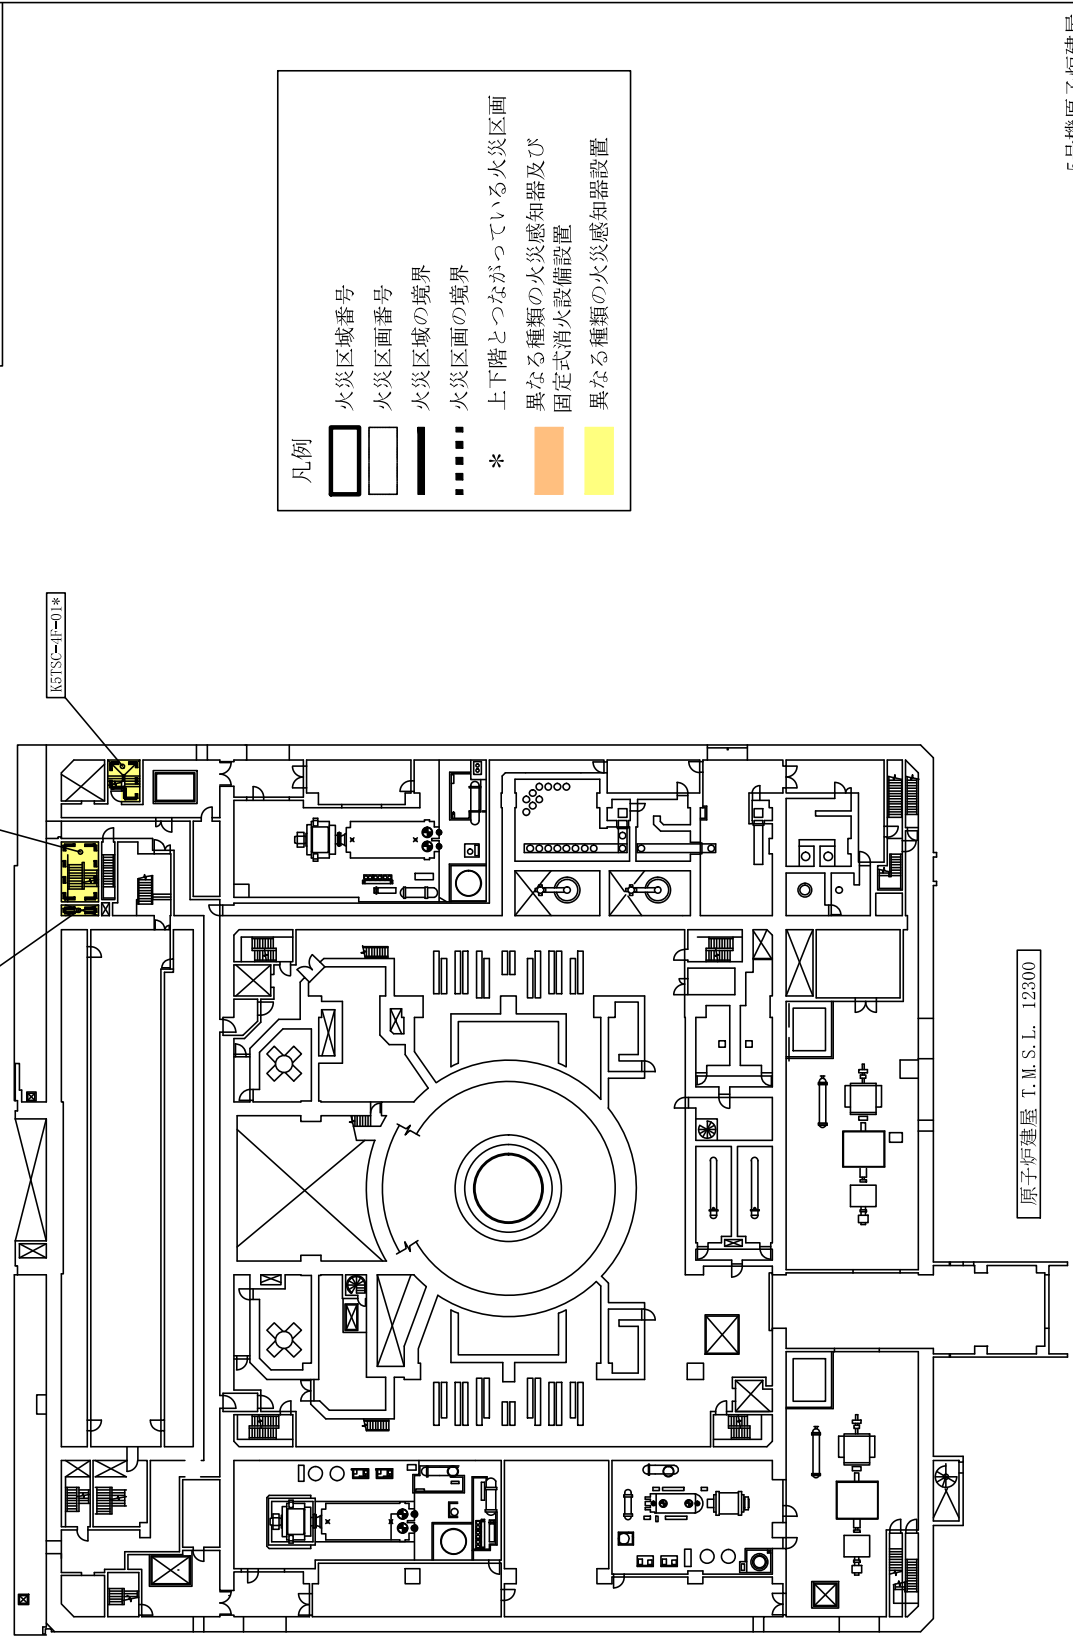 凡例
火災区域番号
火災区画番号
火災区域の境界
火災区画の境界
* 上下階とつながっている火災区画
異なる種類の火災感知器及び
固定式消火設備設置
異なる種類の火災感知器設置
K5TSC-4F-01*
原子炉建屋 T.M.S.L. 12300